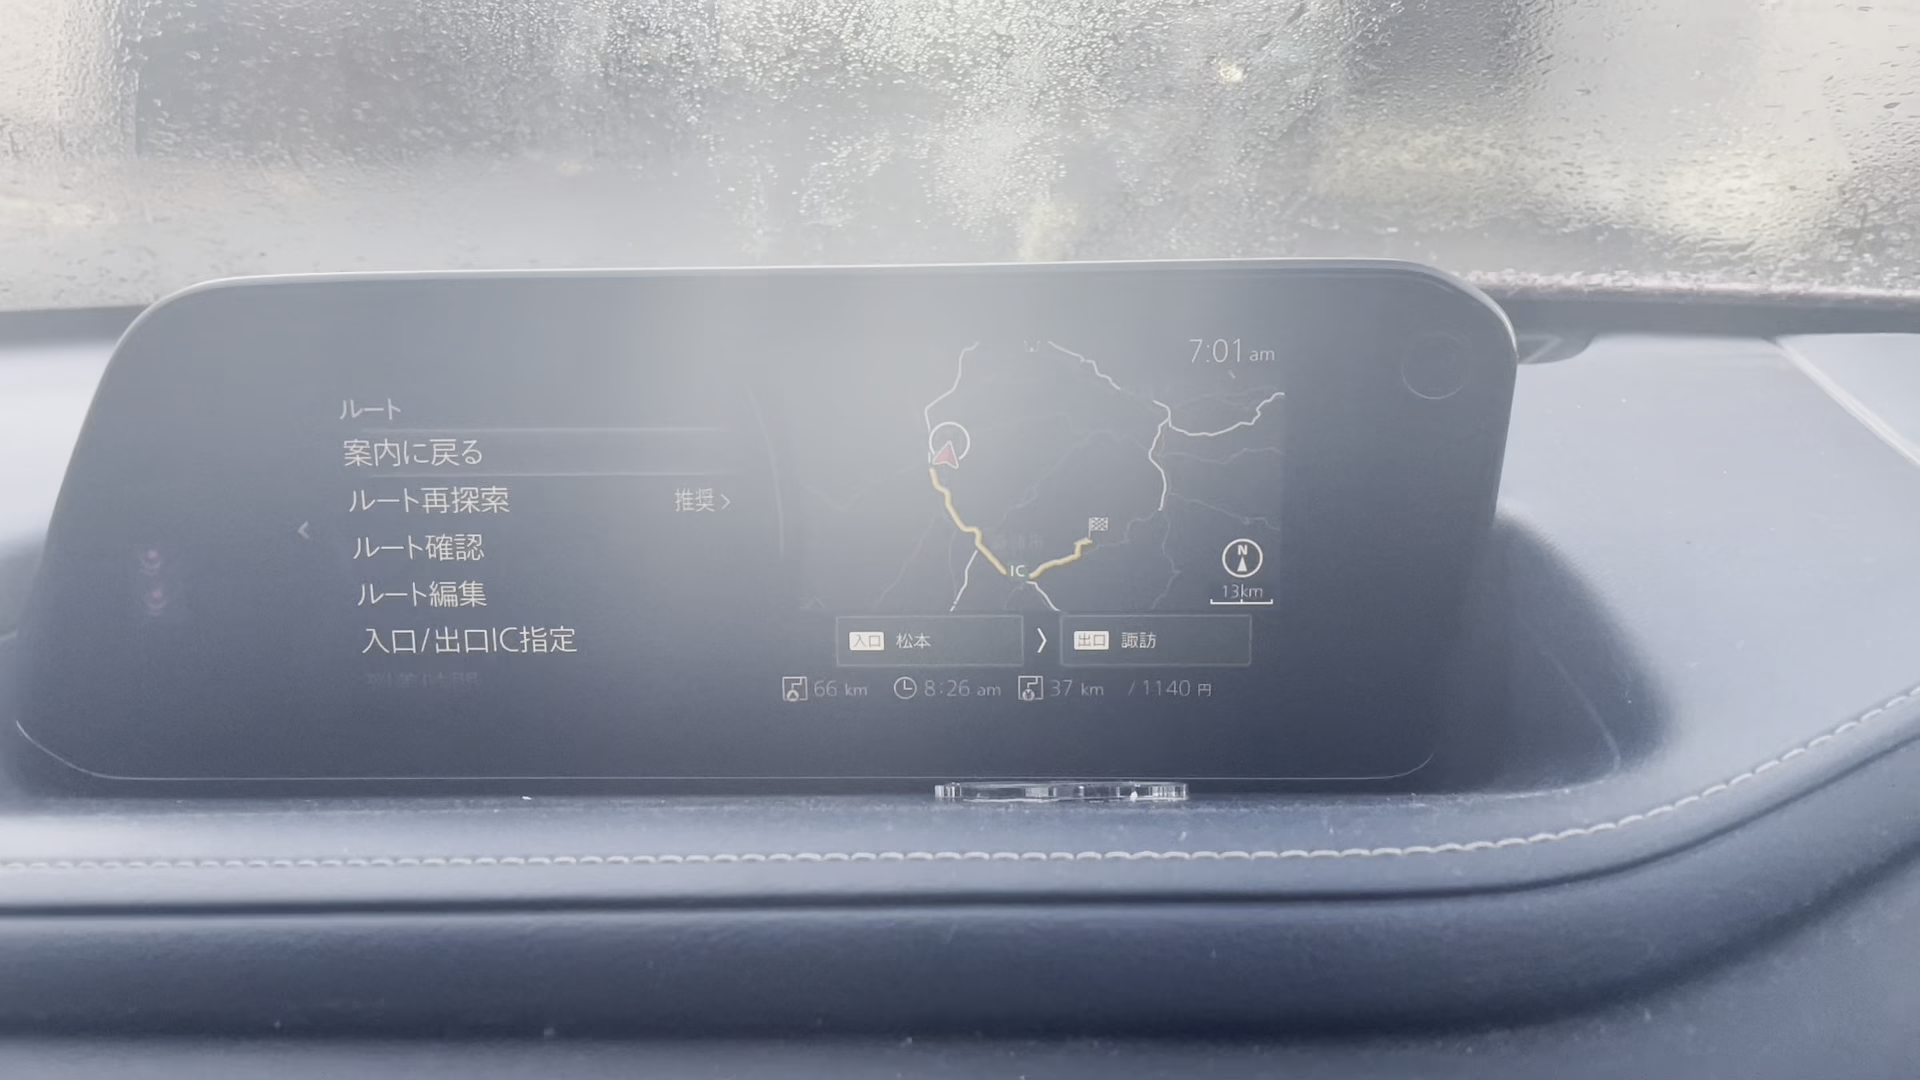 7:01 am
ルート
案内に戻る
ルート再探索 推奨
ルート確認
ルート編集
入口/出口IC指定
IC
N
13km
入口 松本 出口 諏訪
66 km 8:26 am 37 km / 1140 円